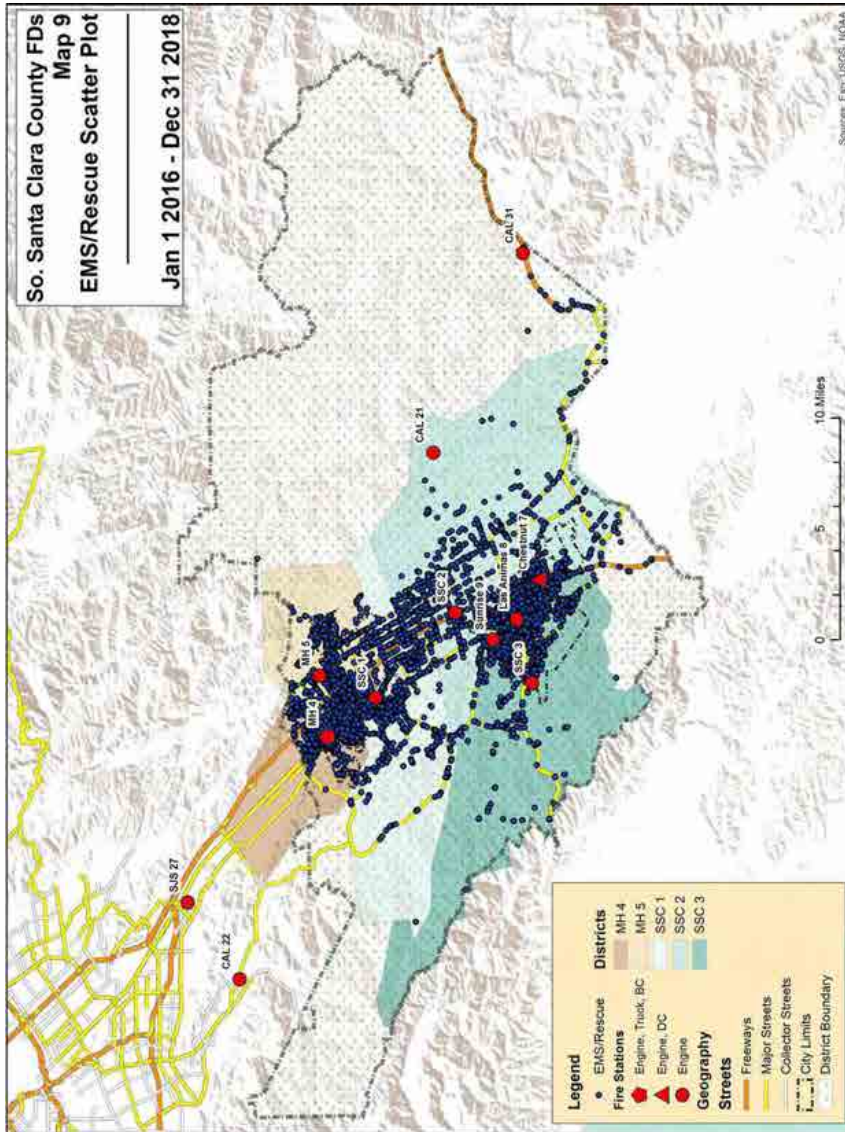 So. Santa Clara County FDs
Map 9
EMS/Rescue Scatter Plot
Jan 1 2016 - Dec 31 2018
SJS 27
CAL 22
MH 4
MH 5
SSC 1
SSC 2
Sunrise 9
Las Animas 8
Chestnut 7
SSC 3
CAL 21
CAL 31
Legend
EMS/Rescue
Fire Stations
Engine, Truck, BC
Engine, DC
Engine
Geography
Streets
Freeways
Major Streets
Collector Streets
City Limits
District Boundary
Districts
MH 4
MH 5
SSC 1
SSC 2
SSC 3
0 5 10 Miles
Sources: Esri, USGS, NOAA